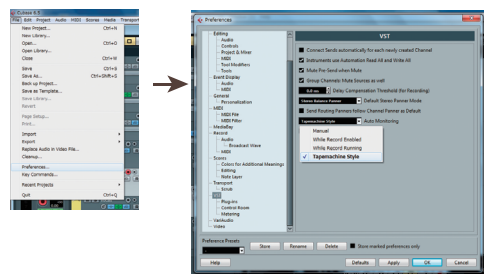 Cubase 6.5
File Edit Project Audio MIDI Scores Media Transport
New Project... Ctrl+N
New Library...
Open... Ctrl+O
Open Library...
Close Ctrl+W
Save Ctrl+S
Save As... Ctrl+Shift+S
Back up Project...
Save as Template...
Save Library...
Revert
Page Setup...
Print...
Import
Export
Replace Audio in Video File...
Cleanup...
Preferences...
Key Commands...
Recent Projects
Quit Ctrl+Q
Preferences
Editing
Audio
Controls
Project & Mixer
MIDI
Tool Modifiers
Tools
Event Display
Audio
MIDI
General
Personalization
MIDI
MIDI File
MIDI Filter
MediaBay
Record
Audio
Broadcast Wave
MIDI
Scores
Colors for Additional Meanings
Editing
Note Layer
Transport
Scrub
VST
Plug-ins
Control Room
Metering
VariAudio
Video
VST
Connect Sends automatically for each newly created Channel
Instruments use Automation Read All and Write All
Mute Pre-Send when Mute
Group Channels: Mute Sources as well
0.0 ms Delay Compensation Threshold (for Recording)
Stereo Balance Panner Default Stereo Panner Mode
Send Routing Panners follow Channel Panner as Default
Tapemachine Style Auto Monitoring
Manual
While Record Enabled
While Record Running
✓ Tapemachine Style
Preference Presets
-
Store Rename Delete Store marked preferences only
Help Defaults Apply OK Cancel